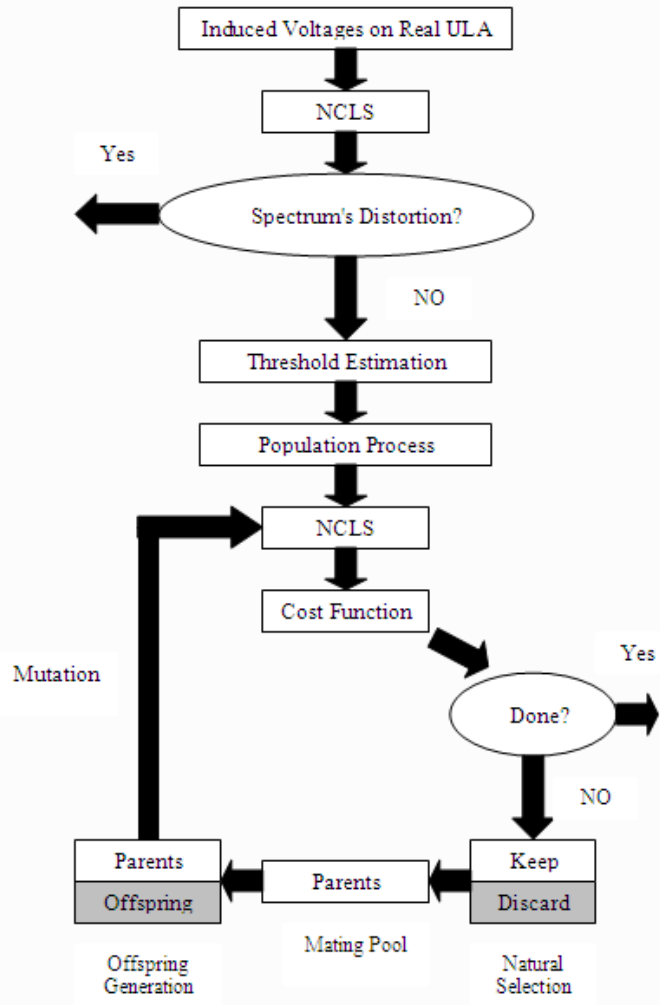 Induced Voltages on Real ULA
NCLS
Yes
Spectrum's Distortion?
NO
Threshold Estimation
Population Process
NCLS
Cost Function
Mutation
Yes
Done?
NO
Parents
Offspring
Parents
Keep
Discard
Mating Pool
Offspring
Generation
Natural
Selection